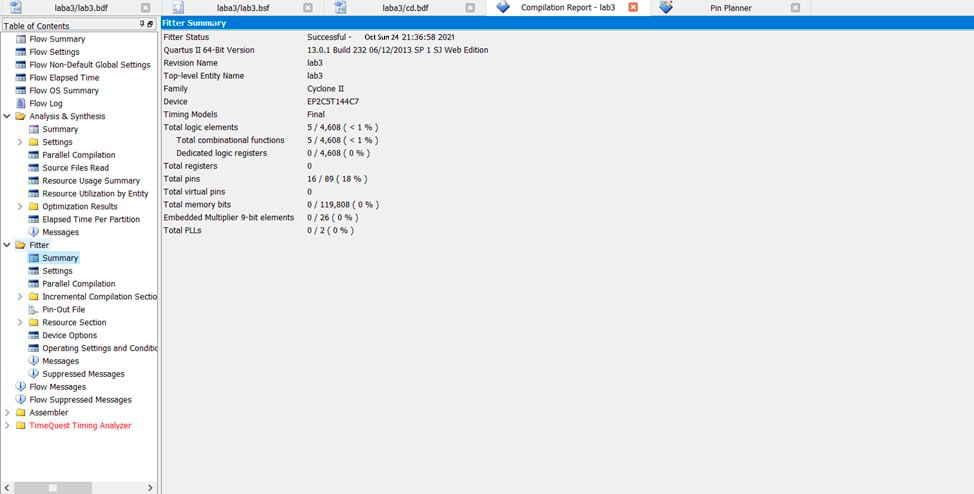 laba3/lab3.bdf laba3/lab3.bsf laba3/cd.bdf Compilation Report - lab3 Pin Planner
Table of Contents
Flow Summary
Flow Settings
Flow Non-Default Global Settings
Flow Elapsed Time
Flow OS Summary
Flow Log
Analysis & Synthesis
Summary
Settings
Parallel Compilation
Source Files Read
Resource Usage Summary
Resource Utilization by Entity
Optimization Results
Elapsed Time Per Partition
Messages
Fitter
Summary
Settings
Parallel Compilation
Incremental Compilation Sectio
Pin-Out File
Resource Section
Device Options
Operating Settings and Conditio
Messages
Suppressed Messages
Flow Messages
Flow Suppressed Messages
Assembler
TimeQuest Timing Analyzer
Fitter Summary
Fitter Status Successful - Oct Sun 24 21:36:58 2021
Quartus II 64-Bit Version 13.0.1 Build 232 06/12/2013 SP 1 SJ Web Edition
Revision Name lab3
Top-level Entity Name lab3
Family Cyclone II
Device EP2C5T144C7
Timing Models Final
Total logic elements 5 / 4,608 ( < 1 % )
Total combinational functions 5 / 4,608 ( < 1 % )
Dedicated logic registers 0 / 4,608 ( 0 % )
Total registers 0
Total pins 16 / 89 ( 18 % )
Total virtual pins 0
Total memory bits 0 / 119,808 ( 0 % )
Embedded Multiplier 9-bit elements 0 / 26 ( 0 % )
Total PLLs 0 / 2 ( 0 % )